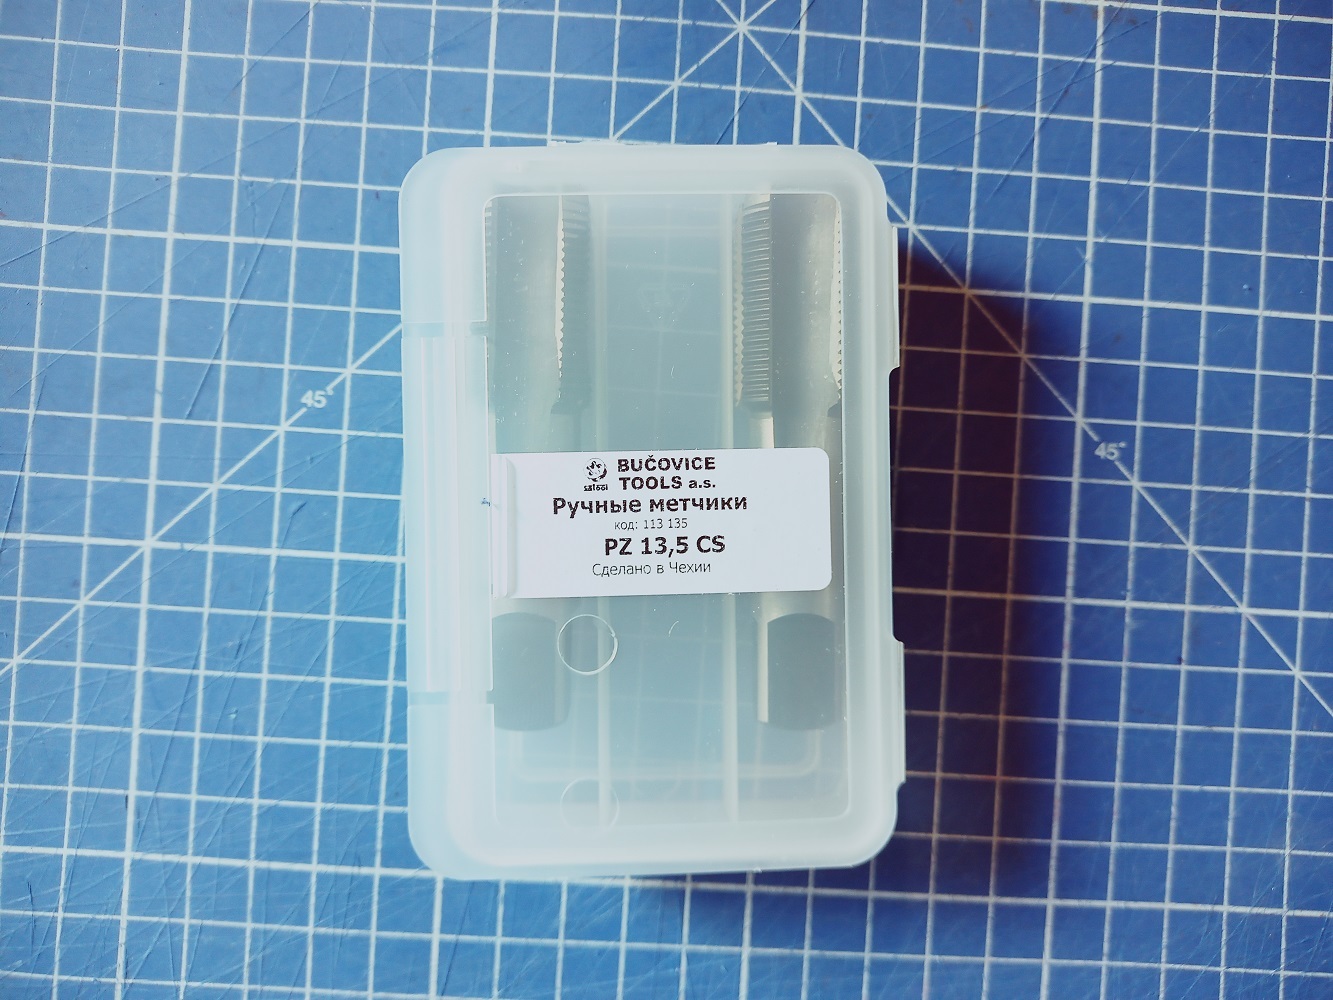 BUČOVICE
TOOLS a.s.
Ручные метчики
код: 113 135
PZ 13,5 CS
Сделано в Чехии
45°
45°